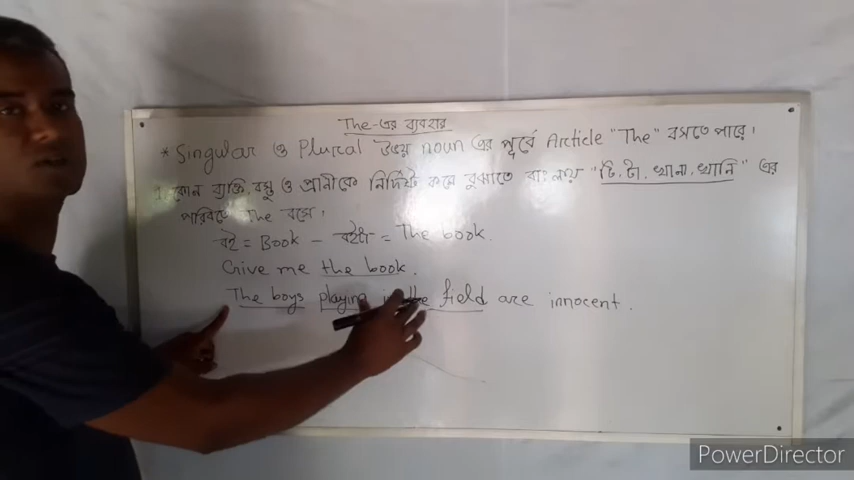 The-এর ব্যবহার
* Singular ও Plural উভয় noun এর পূর্বে Article "The" বসতে পারে।
কোন ব্যক্তি, বস্তু ও প্রানীকে নির্দিষ্ট করে বুঝাতে বাংলায় "টি, টা, খানা, খানি" এর
পরিবর্তে The বসে।
বই = Book - বইটা = The book.
Give me the book.
The boys playing in the field are innocent.
PowerDirector